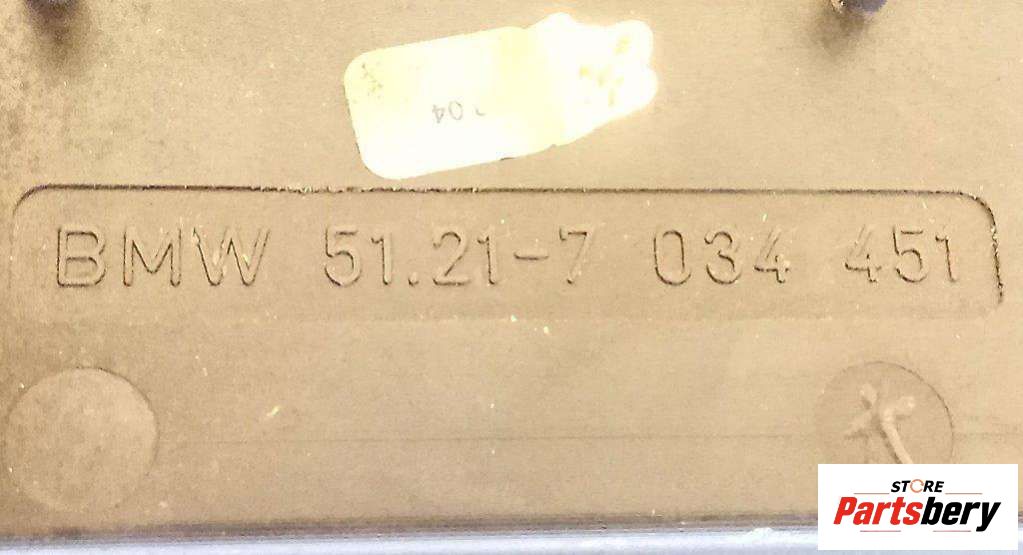 BMW 51.21-7 034 451
STORE
Partsbery